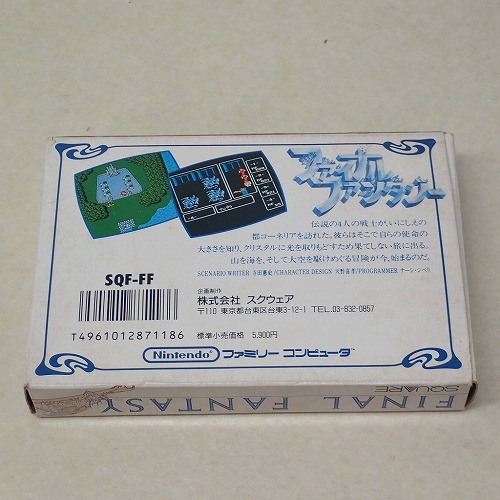 ファイナル
ファンタジー
伝説の4人の戦士が、いにしえの
都コーネリアを訪れた。彼らはそこで自らの使命の
大きさを知り、クリスタルに光を取りもどすため果てしない旅に出る。
山を海を、そして大空を駆けめぐる冒険が今、始まるのだ。
SCENARIO WRITER 寺田憲史/CHARACTER DESIGN 天野喜孝/PROGRAMMER ナーシャ・ジベリ
SQF-FF
企画制作
株式会社 スクウェア
〒110 東京都台東区台東3-12-1 TEL.03-832-0857
T4961012871186
標準小売価格 5,900円
Nintendo ファミリー コンピュータ
FINAL FANTASY
SQUARE